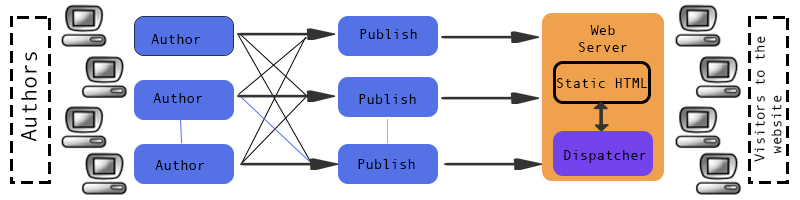 Authors
Author
Author
Author
Publish
Publish
Publish
Web
Server
Static HTML
Dispatcher
Visitors to the
website